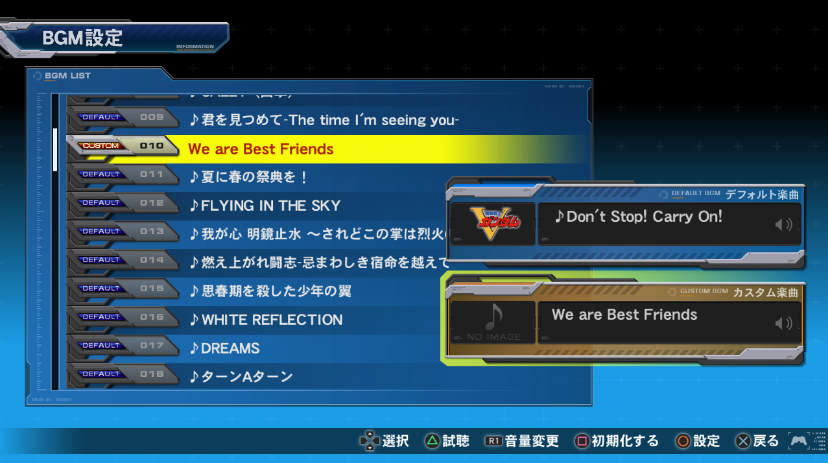 BGM設定
INFORMATION
BGM LIST
DEFAULT 009 ♪君を見つめて-The time I'm seeing you-
CUSTOM 010 We are Best Friends
DEFAULT 011 ♪夏に春の祭典を！
DEFAULT 012 ♪FLYING IN THE SKY
DEFAULT 013 ♪我が心 明鏡止水 ～されどこの掌は烈火
DEFAULT 014 ♪燃え上がれ闘志-忌まわしき宿命を越えて
DEFAULT 015 ♪思春期を殺した少年の翼
DEFAULT 016 ♪WHITE REFLECTION
DEFAULT 017 ♪DREAMS
DEFAULT 018 ♪ターンAターン
DEFAULT BGM デフォルト楽曲
Vガンダム
♪Don't Stop! Carry On!
CUSTOM BGM カスタム楽曲
NO IMAGE
We are Best Friends
選択 試聴 R1 音量変更 初期化する 設定 戻る